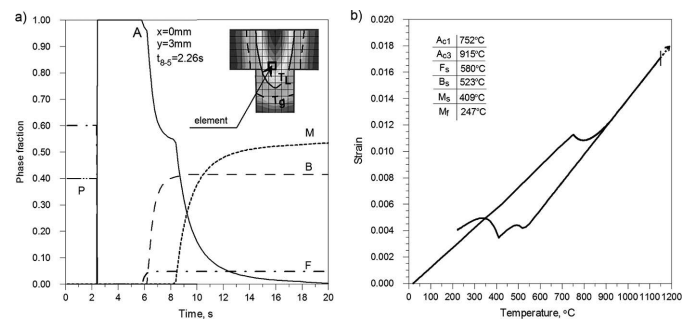 a)
1.00
0.90
0.80
0.70
0.60
0.50
0.40
0.30
0.20
0.10
0.00
Phase fraction
0 2 4 6 8 10 12 14 16 18 20
Time, s
A
x=0mm
y=3mm
t8-5=2.26s
TL
Tg
element
P
M
B
F
b)
0.020
0.018
0.016
0.014
0.012
0.010
0.008
0.006
0.004
0.002
0.000
Strain
0 100 200 300 400 500 600 700 800 900 1000 1100 1200
Temperature, °C
Ac1 752°C
Ac3 915°C
Fs 580°C
Bs 523°C
Ms 409°C
Mf 247°C